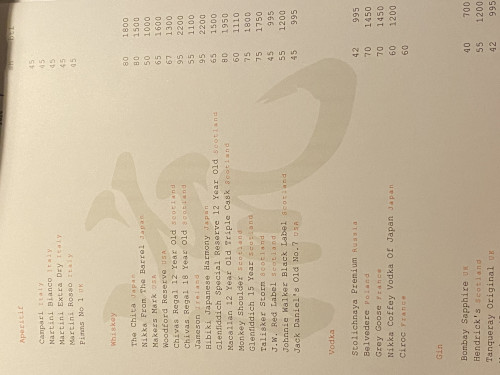 Aperitif
Campari Italy 45
Martini Bianco Italy 45
Martini Extra Dry Italy 45
Martini Rosso Italy 45
Pimms No.1 UK 45
Whiskey
The Chita Japan 80 1800
Nikka From The Barrel Japan 80 1500
Makers Mark USA 50 1000
Woodford Reserve USA 65 1600
Chivas Regal 12 Year Old Scotland 67 1300
Chivas Regal 18 Year Old Scotland 95 2200
Jameson Ireland 55 1100
Hibiki Japanese Harmony Japan 95 2200
Glenfiddich Special Reserve 12 Year Old Scotland 65 1500
Macallan 12 Year Old Triple Cask Scotland 80 1950
Monkey Shoulder Scotland 60 1110
Glenfiddich 15 Year Scotland 75 1800
Talisker Storm Scotland 75 1750
J.W. Red Label Scotland 45 995
Johnnie Walker Black Label Scotland 55 1200
Jack Daniel's Old No.7 USA 45 995
Vodka
Stolichnaya Premium Russia 42 995
Belvedere Poland 70 1450
Grey Goose France 70 1450
Nikka Coffey Vodka Of Japan Japan 60 1200
Ciroc France 60
Gin
Bombay Sapphire UK 40 700
Hendrick's Scotland 55 1200
Tanqueray Original UK 42 995